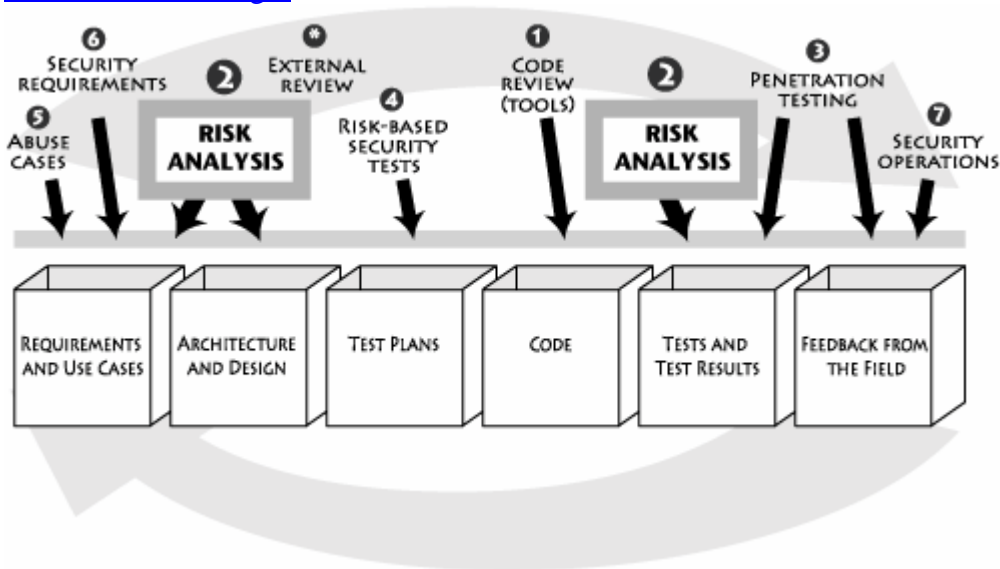 6
SECURITY
REQUIREMENTS
5
ABUSE
CASES
2
RISK
ANALYSIS
*
EXTERNAL
REVIEW
4
RISK-BASED
SECURITY
TESTS
1
CODE
REVIEW
(TOOLS)
2
RISK
ANALYSIS
3
PENETRATION
TESTING
7
SECURITY
OPERATIONS
REQUIREMENTS
AND USE CASES
ARCHITECTURE
AND DESIGN
TEST PLANS
CODE
TESTS AND
TEST RESULTS
FEEDBACK FROM
THE FIELD